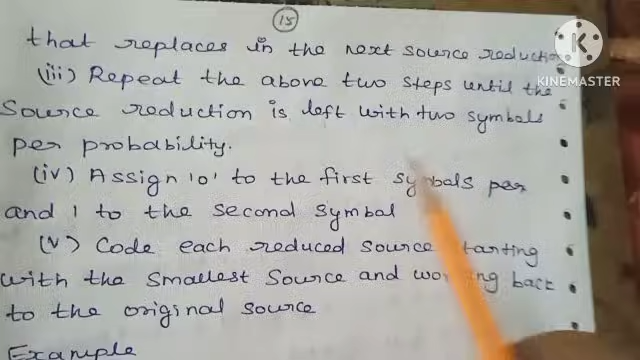 15
that replaces in the next source reduction
(iii) Repeat the above two steps until the
source reduction is left with two symbols
per probability.
(iv) Assign '0' to the first symbols per
and 1 to the second symbol
(v) Code each reduced source starting
with the smallest source and working back
to the original source
Example
KINEMASTER